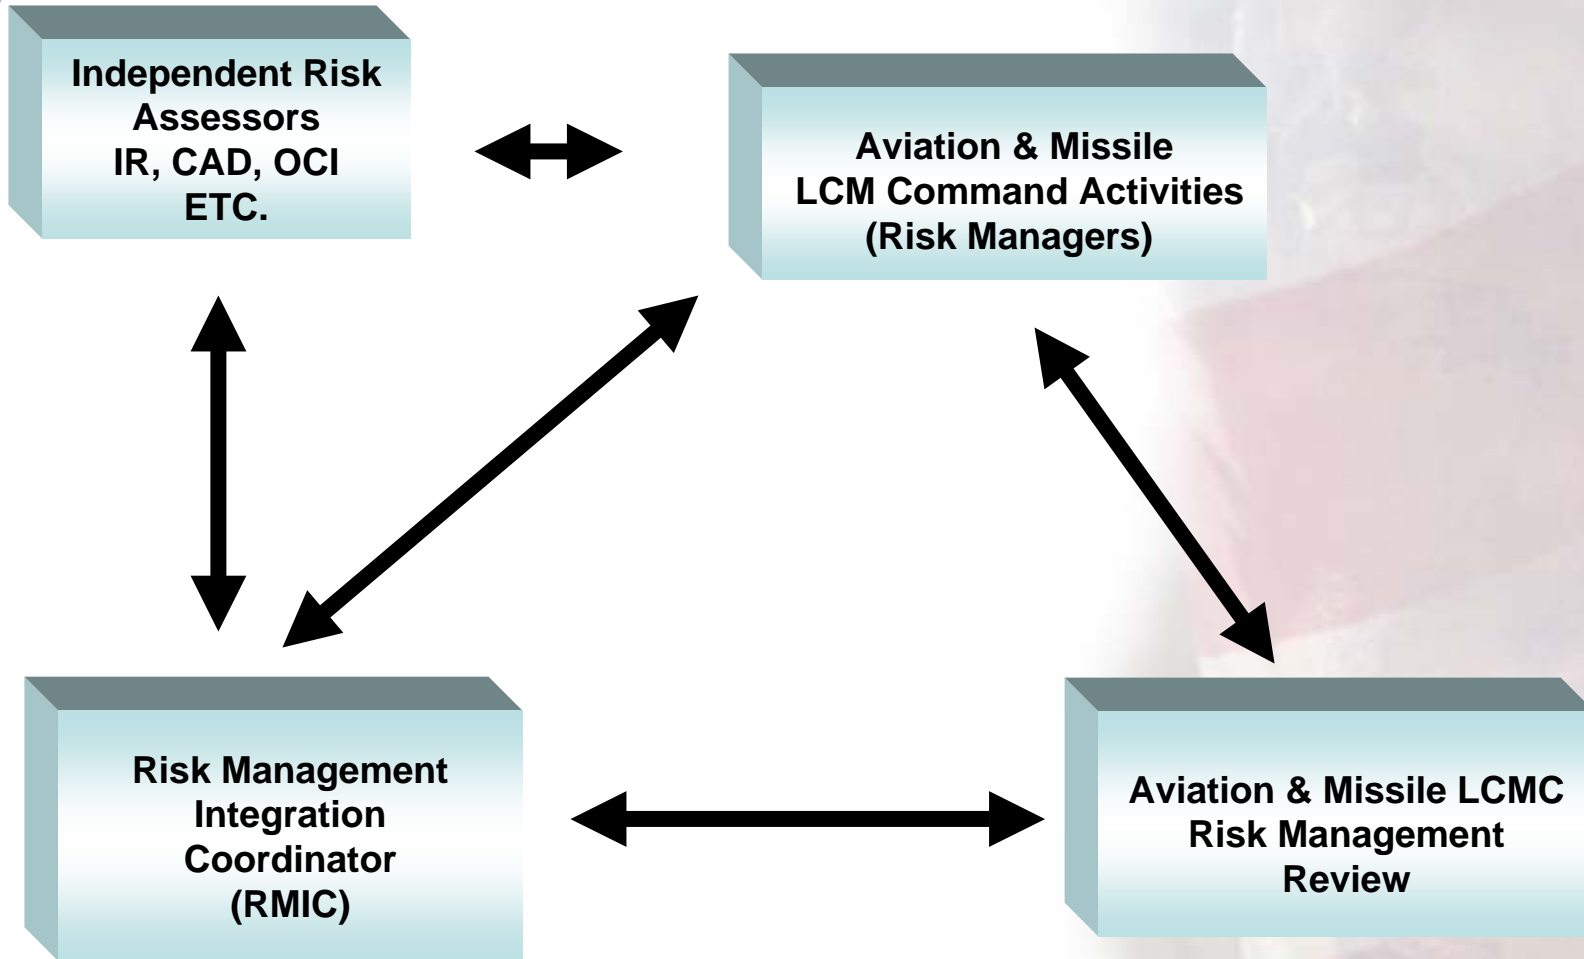 Independent Risk
Assessors
IR, CAD, OCI
ETC.
Aviation & Missile
LCM Command Activities
(Risk Managers)
Risk Management
Integration
Coordinator
(RMIC)
Aviation & Missile LCMC
Risk Management
Review